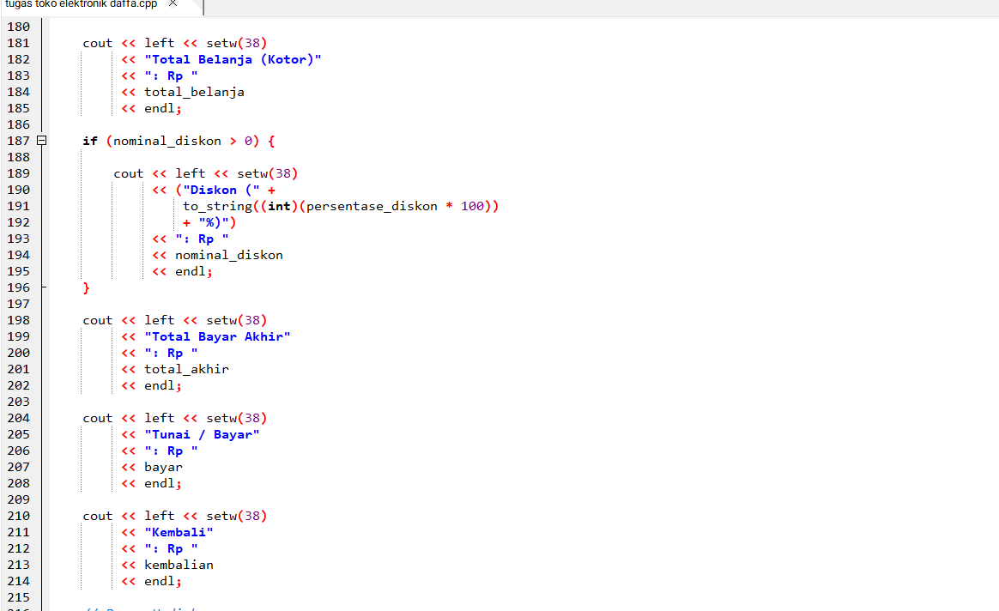 tugas toko elektronik daffa.cpp ×
180
181 cout << left << setw(38)
182 << "Total Belanja (Kotor)"
183 << ": Rp "
184 << total_belanja
185 << endl;
186
187 if (nominal_diskon > 0) {
188
189 cout << left << setw(38)
190 << ("Diskon (" +
191 to_string((int)(persentase_diskon * 100))
192 + "%)")
193 << ": Rp "
194 << nominal_diskon
195 << endl;
196 }
197
198 cout << left << setw(38)
199 << "Total Bayar Akhir"
200 << ": Rp "
201 << total_akhir
202 << endl;
203
204 cout << left << setw(38)
205 << "Tunai / Bayar"
206 << ": Rp "
207 << bayar
208 << endl;
209
210 cout << left << setw(38)
211 << "Kembali"
212 << ": Rp "
213 << kembalian
214 << endl;
215